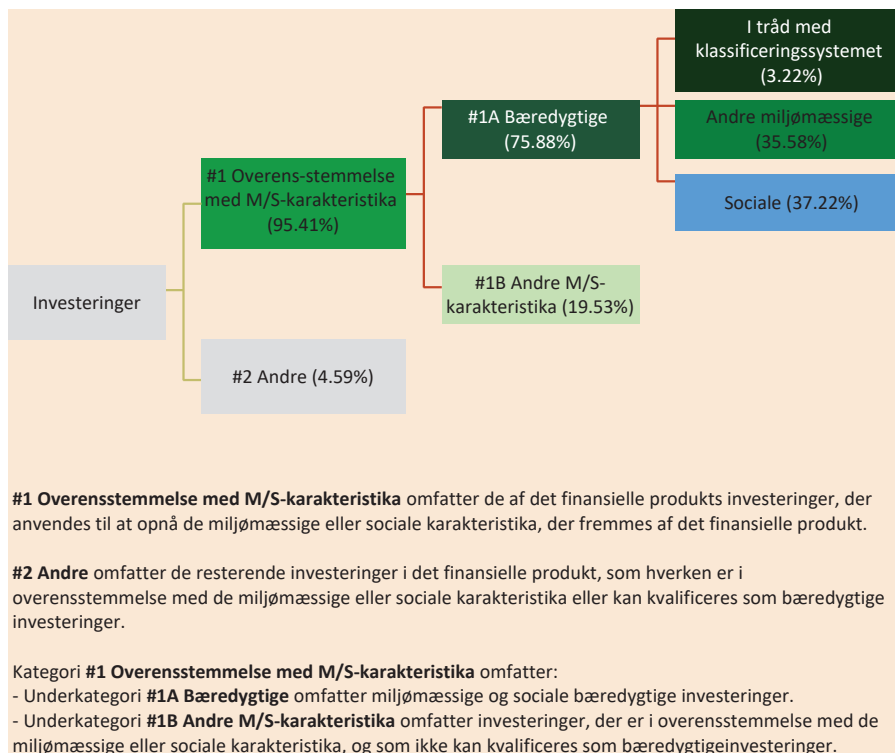 I tråd med
klassificeringssystemet
(3.22%)
#1A Bæredygtige
(75.88%)
Andre miljømæssige
(35.58%)
#1 Overens-stemmelse
med M/S-karakteristika
(95.41%)
Sociale (37.22%)
#1B Andre M/S-
karakteristika (19.53%)
Investeringer
#2 Andre (4.59%)
#1 Overensstemmelse med M/S-karakteristika omfatter de af det finansielle produkts investeringer, der
anvendes til at opnå de miljømæssige eller sociale karakteristika, der fremmes af det finansielle produkt.
#2 Andre omfatter de resterende investeringer i det finansielle produkt, som hverken er i
overensstemmelse med de miljømæssige eller sociale karakteristika eller kan kvalificeres som bæredygtige
investeringer.
Kategori #1 Overensstemmelse med M/S-karakteristika omfatter:
- Underkategori #1A Bæredygtige omfatter miljømæssige og sociale bæredygtige investeringer.
- Underkategori #1B Andre M/S-karakteristika omfatter investeringer, der er i overensstemmelse med de
miljømæssige eller sociale karakteristika, og som ikke kan kvalificeres som bæredygtigeinvesteringer.